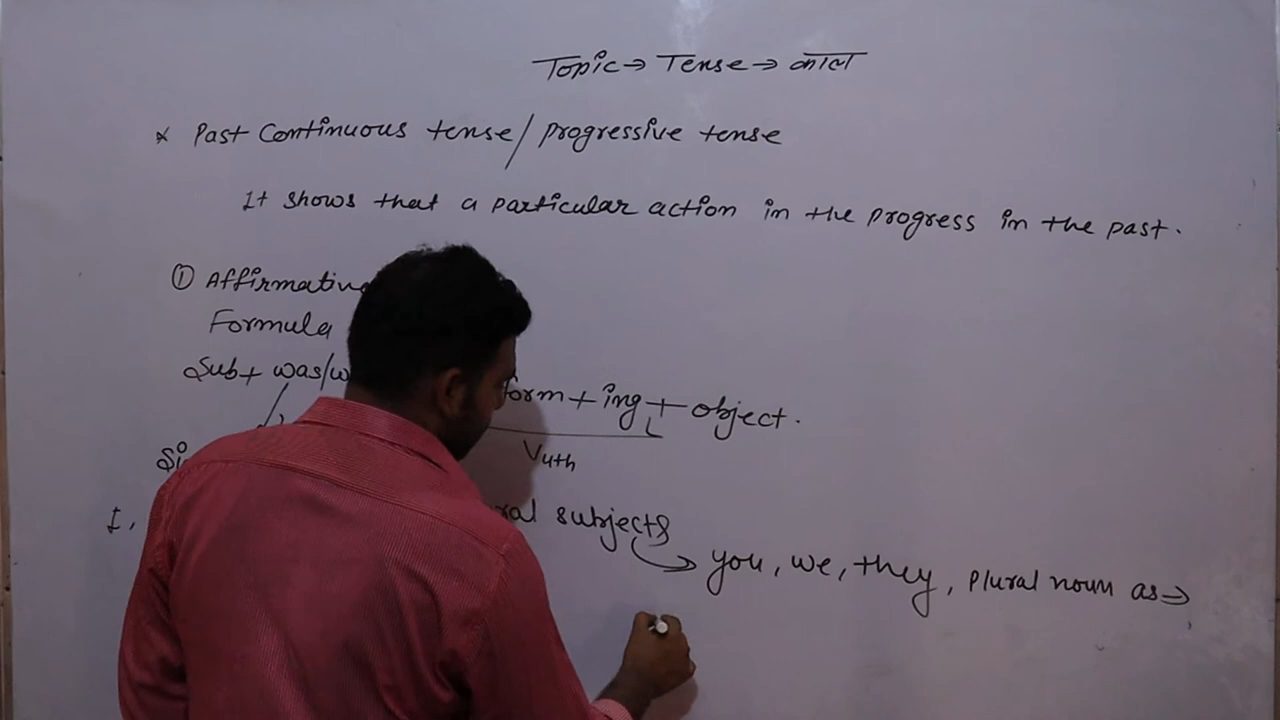 Topic → Tense → काल
* Past Continuous tense/progressive tense
It shows that a particular action in the progress in the past.
① Affirmative
Formula
Sub + was/w form + ing + object.
V4th
I, subjects
you, we, they, plural noun as →